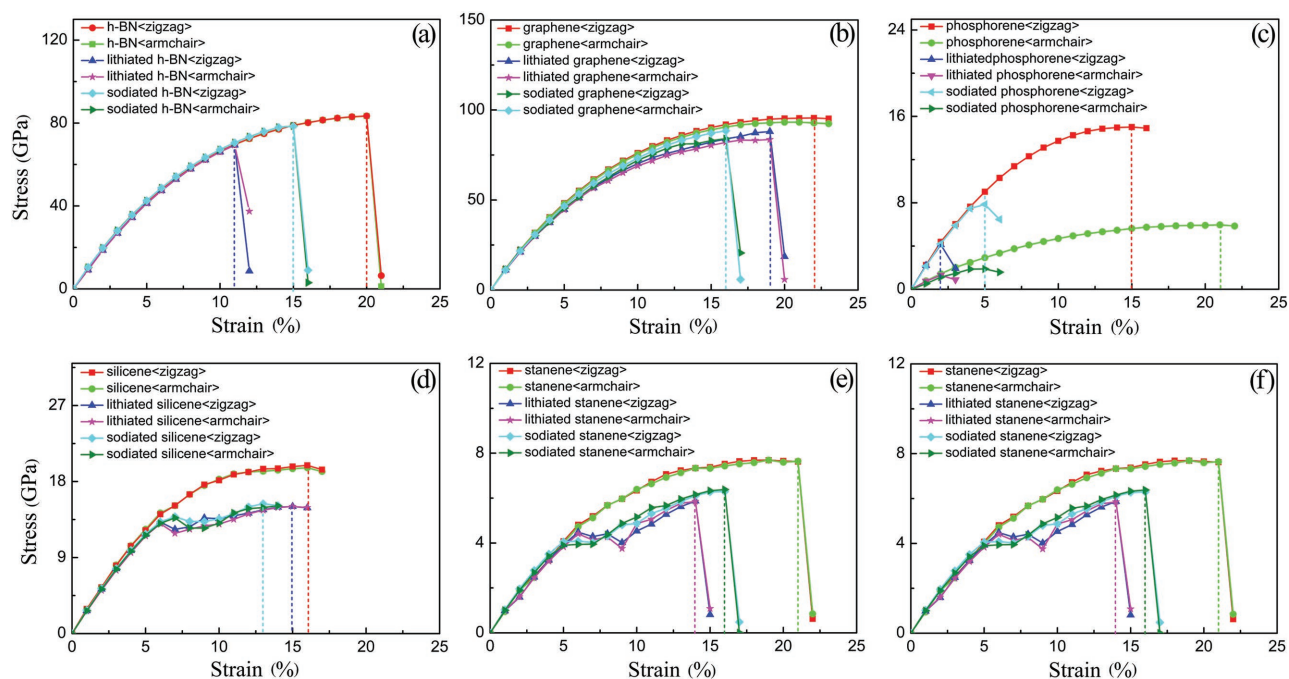 (a)
h-BN<zigzag>
h-BN<armchair>
lithiated h-BN<zigzag>
lithiated h-BN<armchair>
sodiated h-BN<zigzag>
sodiated h-BN<armchair>
120
80
40
0
5
10
15
20
25
Stress (GPa)
Strain (%)
(b)
graphene<zigzag>
graphene<armchair>
lithiated graphene<zigzag>
lithiated graphene<armchair>
sodiated graphene<zigzag>
sodiated graphene<armchair>
150
100
50
0
0
5
10
15
20
25
Strain (%)
(c)
phosphorene<zigzag>
phosphorene<armchair>
lithiatedphosphorene<zigzag>
lithiated phosphorene<armchair>
sodiated phosphorene<zigzag>
sodiated phosphorene<armchair>
24
16
8
0
0
5
10
15
20
25
Strain (%)
(d)
silicene<zigzag>
silicene<armchair>
lithiated silicene<zigzag>
lithiated silicene<armchair>
sodiated silicene<zigzag>
sodiated silicene<armchair>
27
18
9
0
0
5
10
15
20
25
Stress (GPa)
Strain (%)
(e)
stanene<zigzag>
stanene<armchair>
lithiated stanene<zigzag>
lithiated stanene<armchair>
sodiated stanene<zigzag>
sodiated stanene<armchair>
12
8
4
0
0
5
10
15
20
25
Strain (%)
(f)
stanene<zigzag>
stanene<armchair>
lithiated stanene<zigzag>
lithiated stanene<armchair>
sodiated stanene<zigzag>
sodiated stanene<armchair>
12
8
4
0
0
5
10
15
20
25
Strain (%)